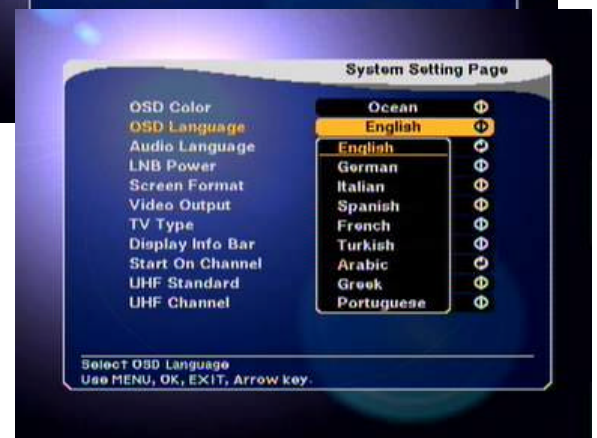 System Setting Page
OSD Color Ocean
OSD Language English
Audio Language English
LNB Power German
Screen Format Italian
Video Output Spanish
TV Type French
Display Info Bar Turkish
Start On Channel Arabic
UHF Standard Greek
UHF Channel Portuguese
Select OSD Language
Use MENU, OK, EXIT, Arrow key.